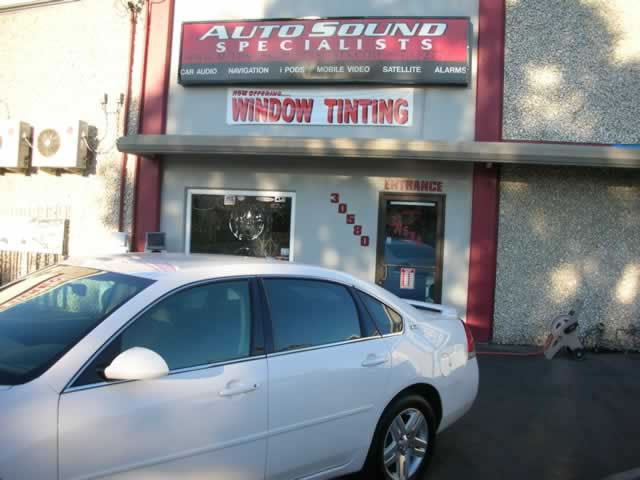 AUTO SOUND
SPECIALISTS
CAR AUDIO NAVIGATION i PODS MOBILE VIDEO SATELLITE ALARMS
NOW OFFERING...
WINDOW TINTING
ENTRANCE
30580